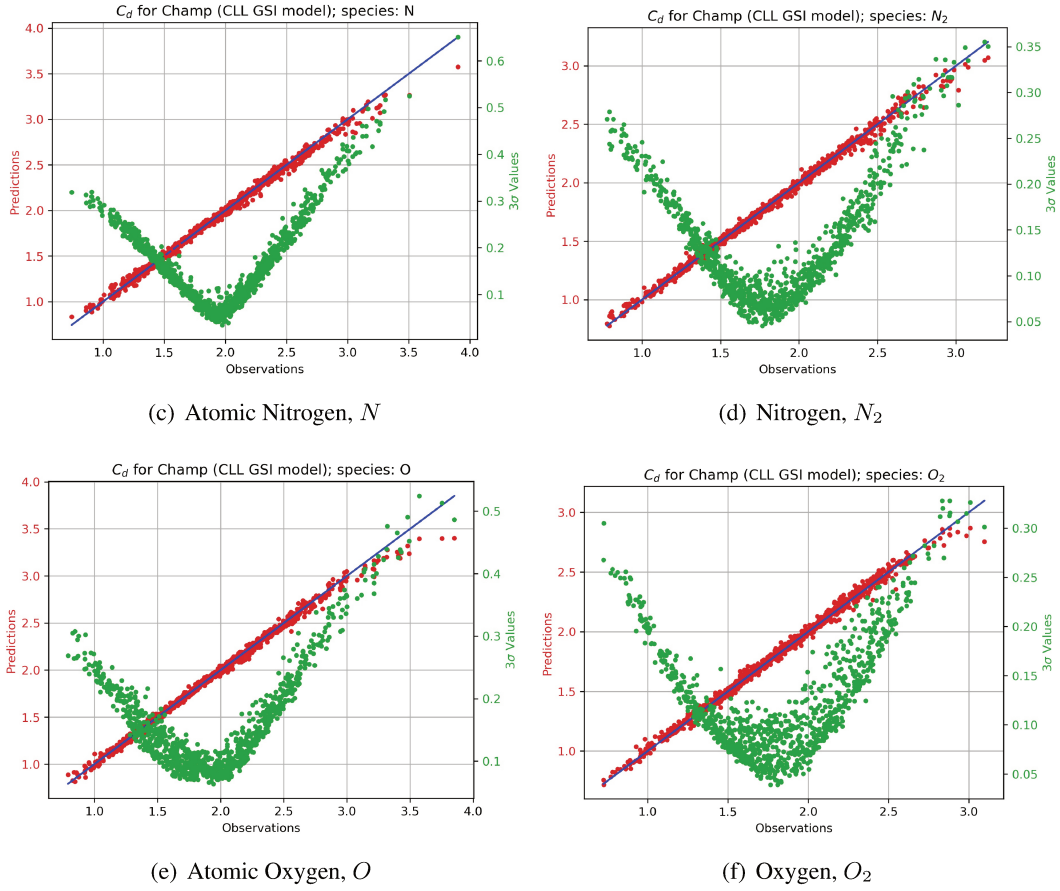 C_d for Champ (CLL GSI model); species: N
4.0
3.5
3.0
2.5
2.0
1.5
1.0
Predictions
0.6
0.5
0.4
0.3
0.2
0.1
3σ Values
1.0 1.5 2.0 2.5 3.0 3.5 4.0
Observations
(c) Atomic Nitrogen, N
C_d for Champ (CLL GSI model); species: N_2
3.0
2.5
2.0
1.5
1.0
Predictions
0.35
0.30
0.25
0.20
0.15
0.10
0.05
3σ Values
1.0 1.5 2.0 2.5 3.0
Observations
(d) Nitrogen, N_2
C_d for Champ (CLL GSI model); species: O
4.0
3.5
3.0
2.5
2.0
1.5
1.0
Predictions
0.5
0.4
0.3
0.2
0.1
3σ Values
1.0 1.5 2.0 2.5 3.0 3.5 4.0
Observations
(e) Atomic Oxygen, O
C_d for Champ (CLL GSI model); species: O_2
3.0
2.5
2.0
1.5
1.0
Predictions
0.30
0.25
0.20
0.15
0.10
0.05
3σ Values
1.0 1.5 2.0 2.5 3.0
Observations
(f) Oxygen, O_2